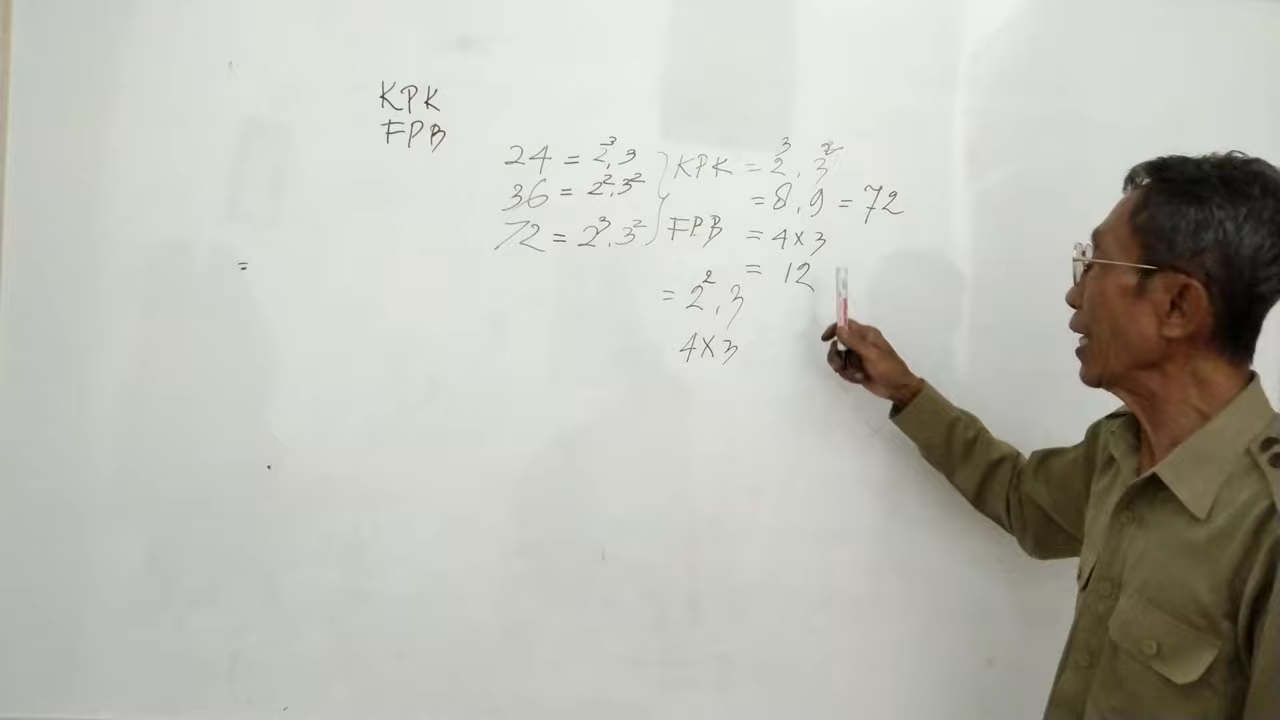 KPK
FPB
24 = 2³.3 } KPK = 2³.3²
36 = 2².3² = 8.9 = 72
72 = 2³.3² FPB = 4x3
= 12
= 2².3
4x3
=